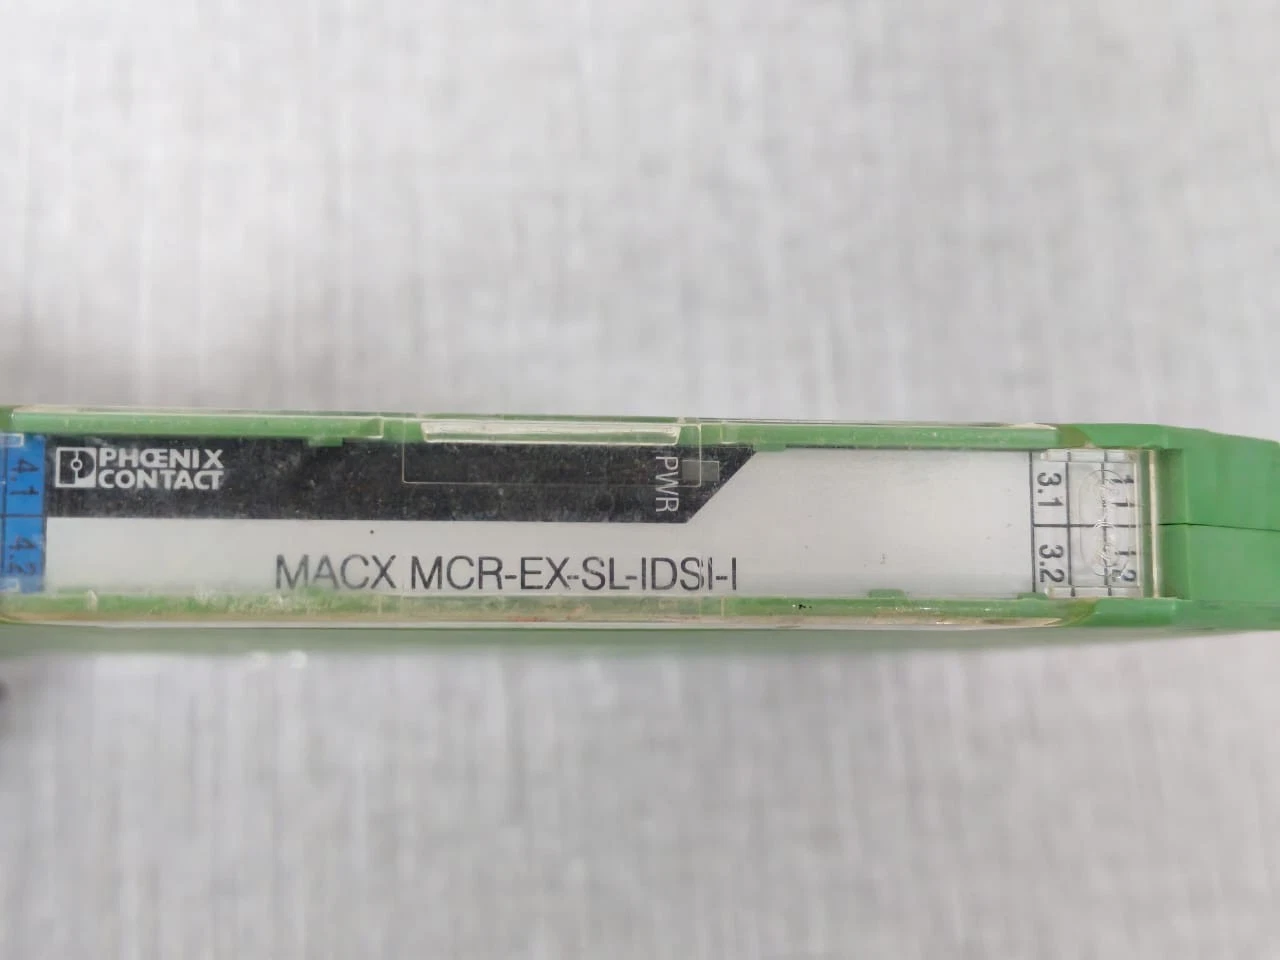 PHŒNIX
CONTACT
PWR
MACX MCR-EX-SL-IDSI-I
4.1
4.2
3.1
3.2
1.1
1.2